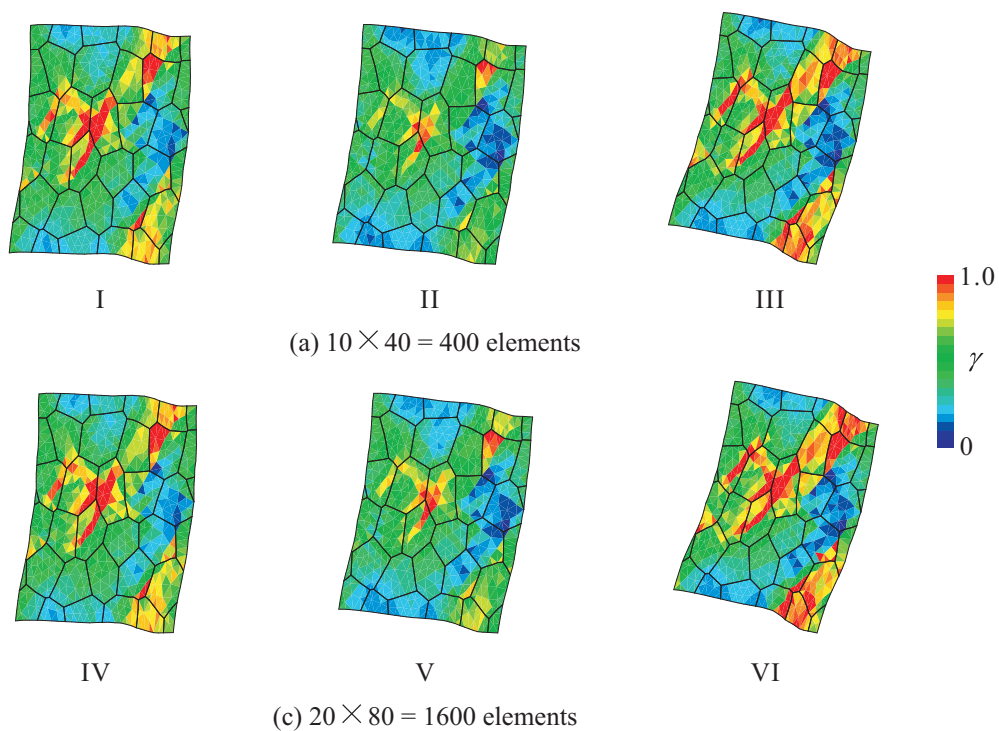 I II III
(a) 10 × 40 = 400 elements
1.0
γ
0
IV V VI
(c) 20 × 80 = 1600 elements